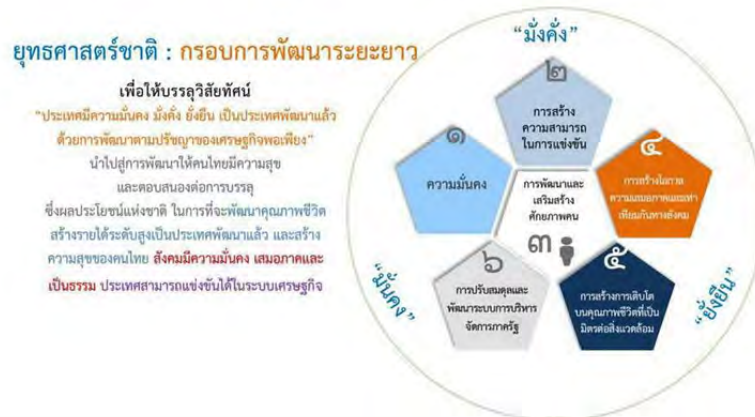 ยุทธศาสตร์ชาติ : กรอบการพัฒนาระยะยาว
เพื่อให้บรรลุวิสัยทัศน์
"ประเทศมีความมั่นคง มั่งคั่ง ยั่งยืน เป็นประเทศพัฒนาแล้ว
ด้วยการพัฒนาตามปรัชญาของเศรษฐกิจพอเพียง"
นำไปสู่การพัฒนาให้คนไทยมีความสุข
และตอบสนองต่อการบรรลุ
ซึ่งผลประโยชน์แห่งชาติ ในการที่จะพัฒนาคุณภาพชีวิต
สร้างรายได้ระดับสูงเป็นประเทศพัฒนาแล้ว และสร้าง
ความสุขของคนไทย สังคมมีความมั่นคง เสมอภาคและ
เป็นธรรม ประเทศสามารถแข่งขันได้ในระบบเศรษฐกิจ
"มั่งคั่ง"
๑
ความมั่นคง
๒
การสร้าง
ความสามารถ
ในการแข่งขัน
การพัฒนาและ
เสริมสร้าง
ศักยภาพคน
๓
๔
การสร้างโอกาส
ความเสมอภาคและเท่า
เทียมกันทางสังคม
๕
การสร้างการเติบโต
บนคุณภาพชีวิตที่เป็น
มิตรต่อสิ่งแวดล้อม
๖
การปรับสมดุลและ
พัฒนาระบบการบริหาร
จัดการภาครัฐ
"มั่นคง"
"ยั่งยืน"